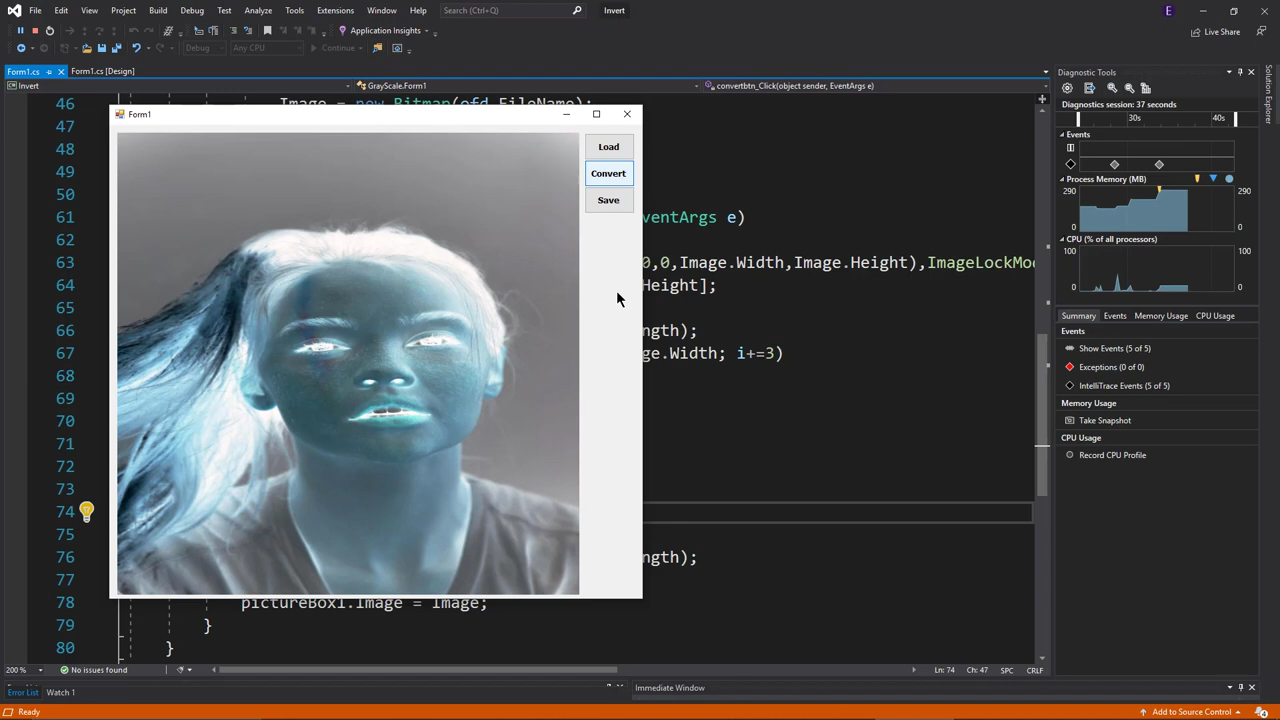 File Edit View Project Build Debug Test Analyze Tools Extensions Window Help Search (Ctrl+Q) Invert E
Application Insights Live Share
Debug Any CPU Continue
Form1.cs Form1.cs [Design]
Invert GrayScale.Form1 convertbtn_Click(object sender, EventArgs e)
46 Image = new Bitmap(ofd.FileName);
47
48
49
50
61 ventArgs e)
62
63 0,0,Image.Width,Image.Height),ImageLockMod
64 Height];
65
66 ngth);
67 ge.Width; i+=3)
68
69
70
71
72
73
74
75
76 ngth);
77
78 pictureBox1.Image = Image;
79 }
80 }
Form1
Load
Convert
Save
Diagnostic Tools
Diagnostics session: 37 seconds
30s 40s
Events
Process Memory (MB)
290 290
0 0
CPU (% of all processors)
100 100
0 0
Summary Events Memory Usage CPU Usage
Events
Show Events (5 of 5)
Exceptions (0 of 0)
IntelliTrace Events (5 of 5)
Memory Usage
Take Snapshot
CPU Usage
Record CPU Profile
Solution Explorer
200 % No issues found Ln: 74 Ch: 47 SPC CRLF
Error List Watch 1 Immediate Window
Ready Add to Source Control 4